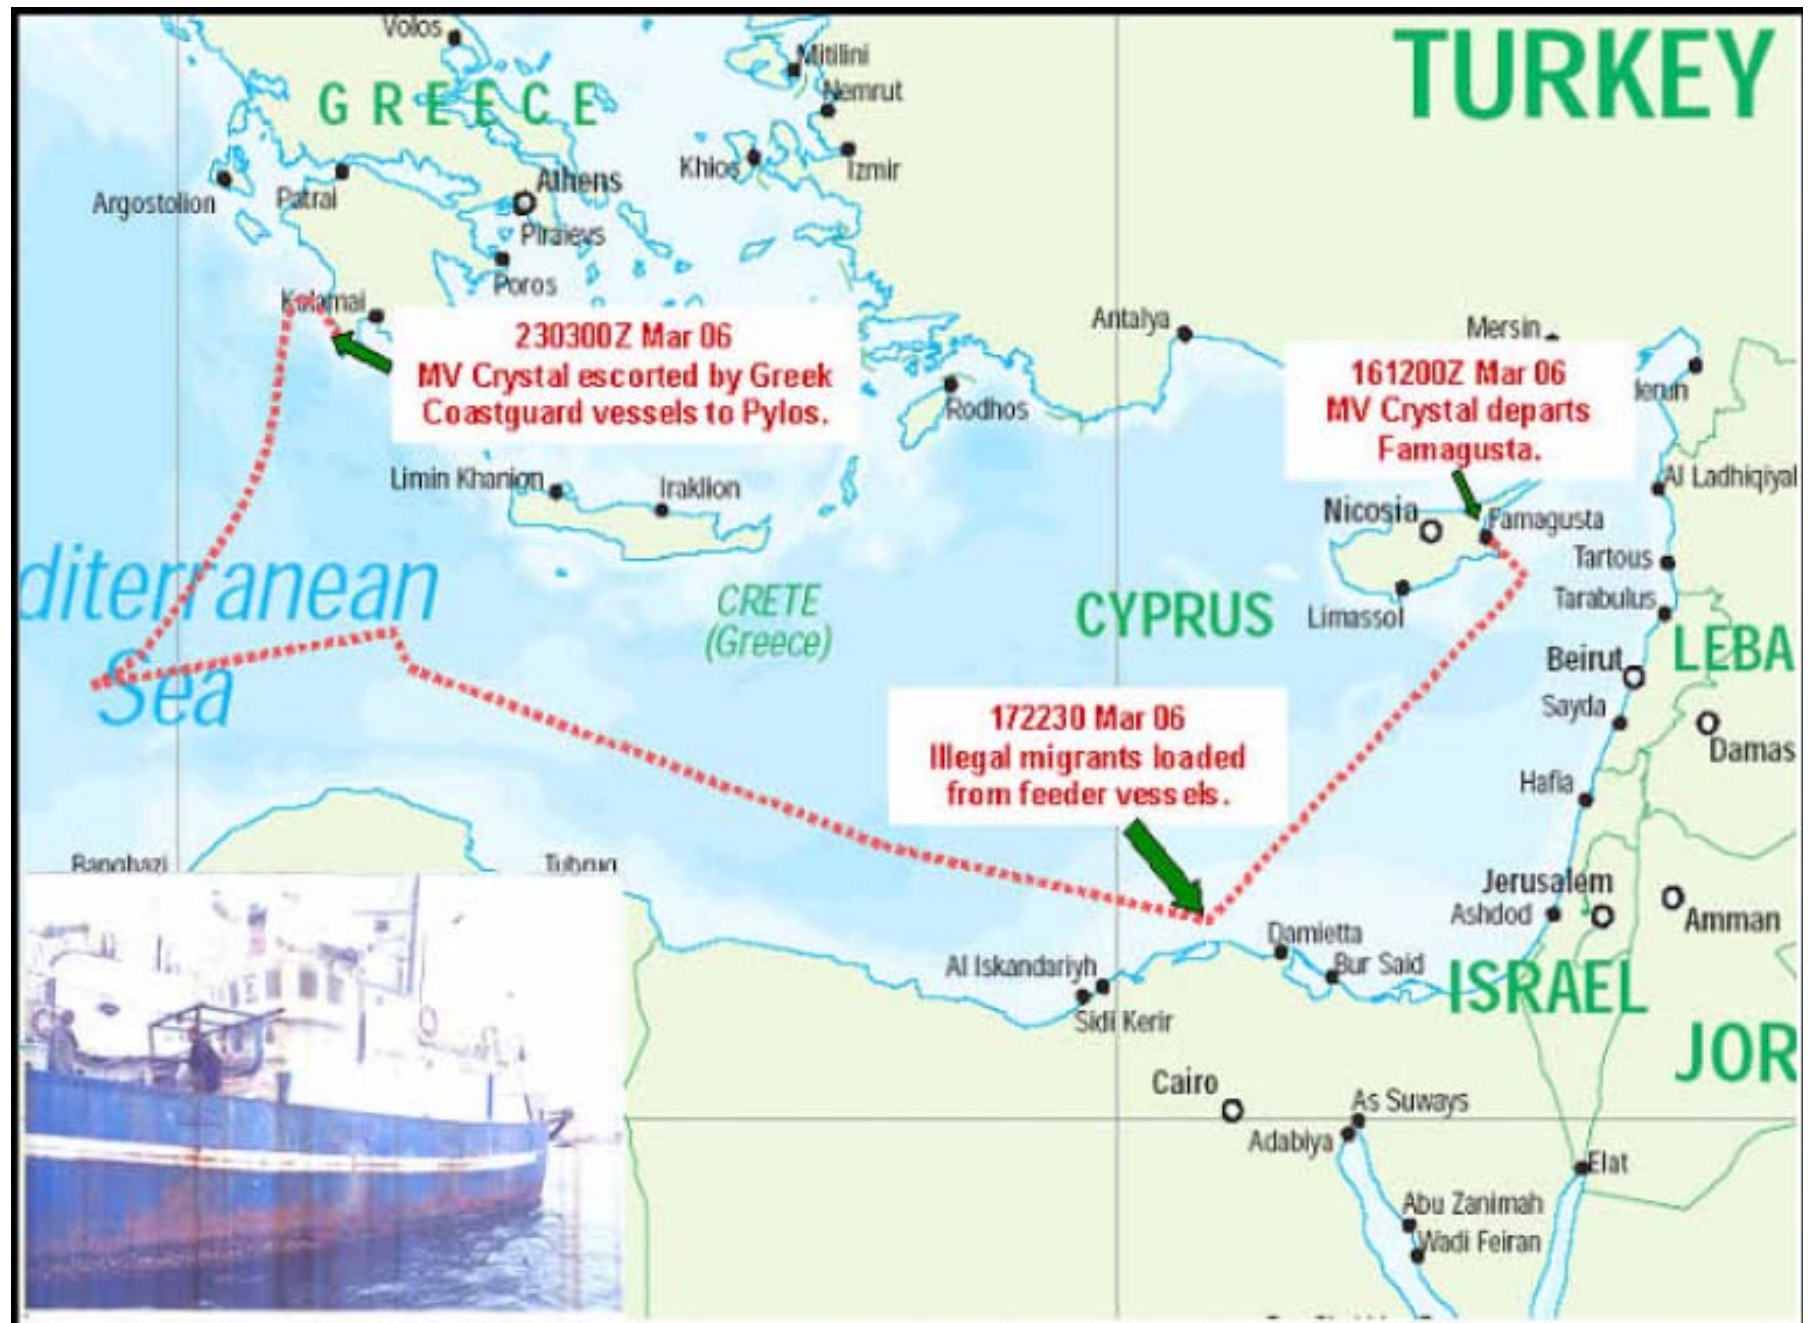 Volos
Mitilini
TURKEY
GREECE
Nemrut
Khios
Izmir
Argostolion
Patrai
Athens
Piraievs
Poros
Kalamai
230300Z Mar 06
MV Crystal escorted by Greek
Coastguard vessels to Pylos.
Antalya
Mersin
161200Z Mar 06
MV Crystal departs
Famagusta.
Rodhos
Limin Khanion
Iraklion
Nicosia
Famagusta
Al Ladhiqiyal
Tartous
Tarabulus
Limassol
diterranean
Sea
CRETE
(Greece)
CYPRUS
LEBA
Beirut
Sayda
Damas
172230 Mar 06
Illegal migrants loaded
from feeder vessels.
Hafia
Banghazi
Tubruq
Jerusalem
Ashdod
Amman
Damietta
Bur Said
Al Iskandariyh
Sidi Kerir
ISRAEL
JOR
Cairo
As Suways
Adabiya
Elat
Abu Zanimah
Wadi Feiran